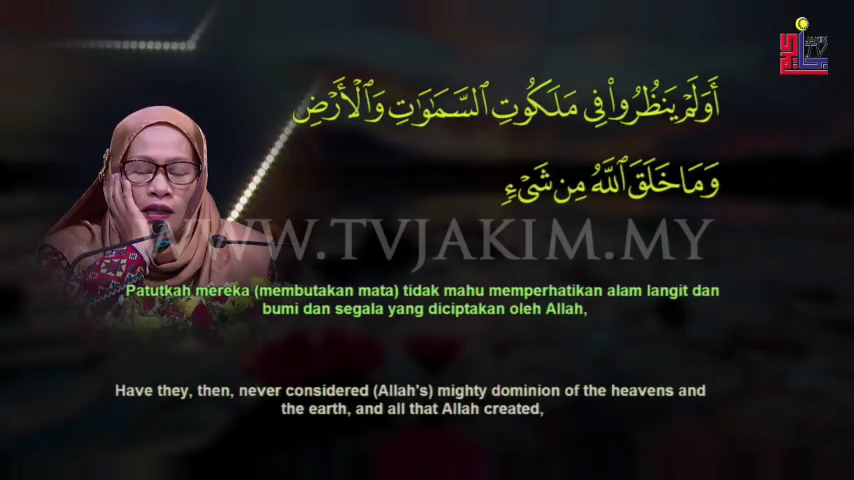 أَوَلَمْ يَنظُرُوا۟ فِى مَلَكُوتِ ٱلسَّمَـٰوَٰتِ وَٱلْأَرْضِ
وَمَا خَلَقَ ٱللَّهُ مِن شَىْءٍ
WWW.TVJAKIM.MY
Patutkah mereka (membutakan mata) tidak mahu memperhatikan alam langit dan
bumi dan segala yang diciptakan oleh Allah,
Have they, then, never considered (Allah's) mighty dominion of the heavens and
the earth, and all that Allah created,